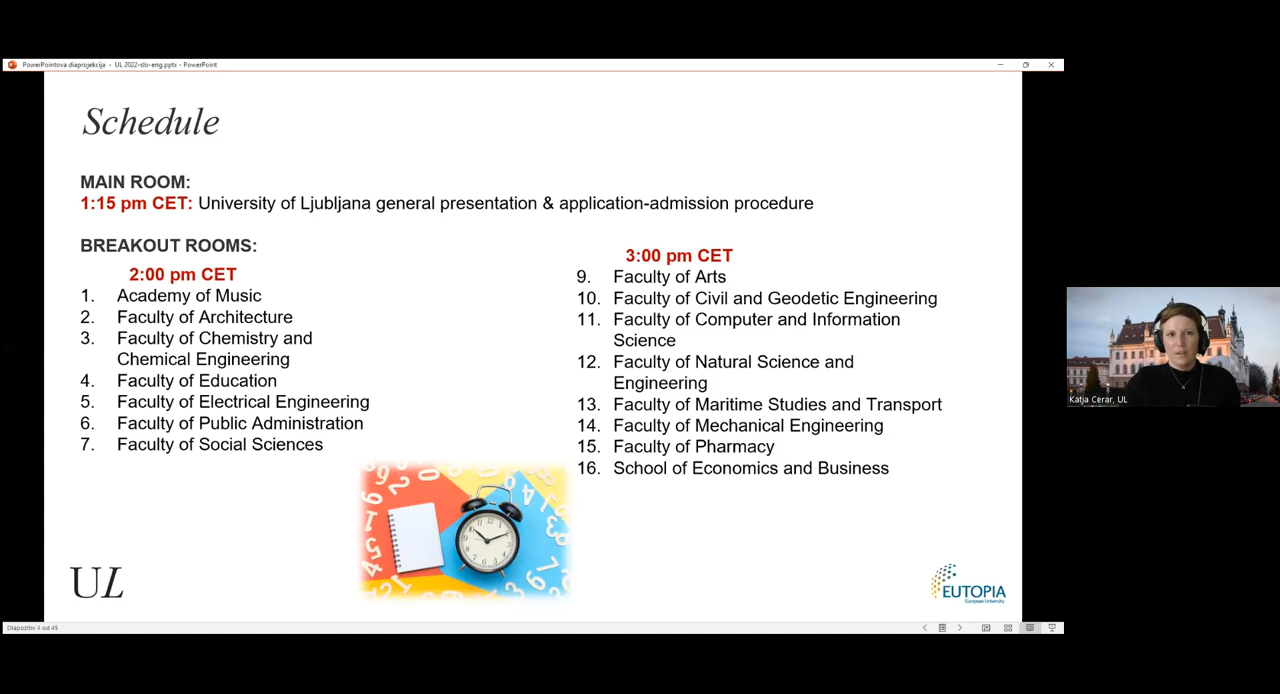 PowerPointova diaprojekcija - UL 2022-slo-eng.pptx - PowerPoint
Schedule
MAIN ROOM:
1:15 pm CET: University of Ljubljana general presentation & application-admission procedure
BREAKOUT ROOMS:
2:00 pm CET
1. Academy of Music
2. Faculty of Architecture
3. Faculty of Chemistry and
Chemical Engineering
4. Faculty of Education
5. Faculty of Electrical Engineering
6. Faculty of Public Administration
7. Faculty of Social Sciences
3:00 pm CET
9. Faculty of Arts
10. Faculty of Civil and Geodetic Engineering
11. Faculty of Computer and Information
Science
12. Faculty of Natural Science and
Engineering
13. Faculty of Maritime Studies and Transport
14. Faculty of Mechanical Engineering
15. Faculty of Pharmacy
16. School of Economics and Business
UL
EUTOPIA
European University
Diapozitiv 4 od 45
Katja Cerar, UL